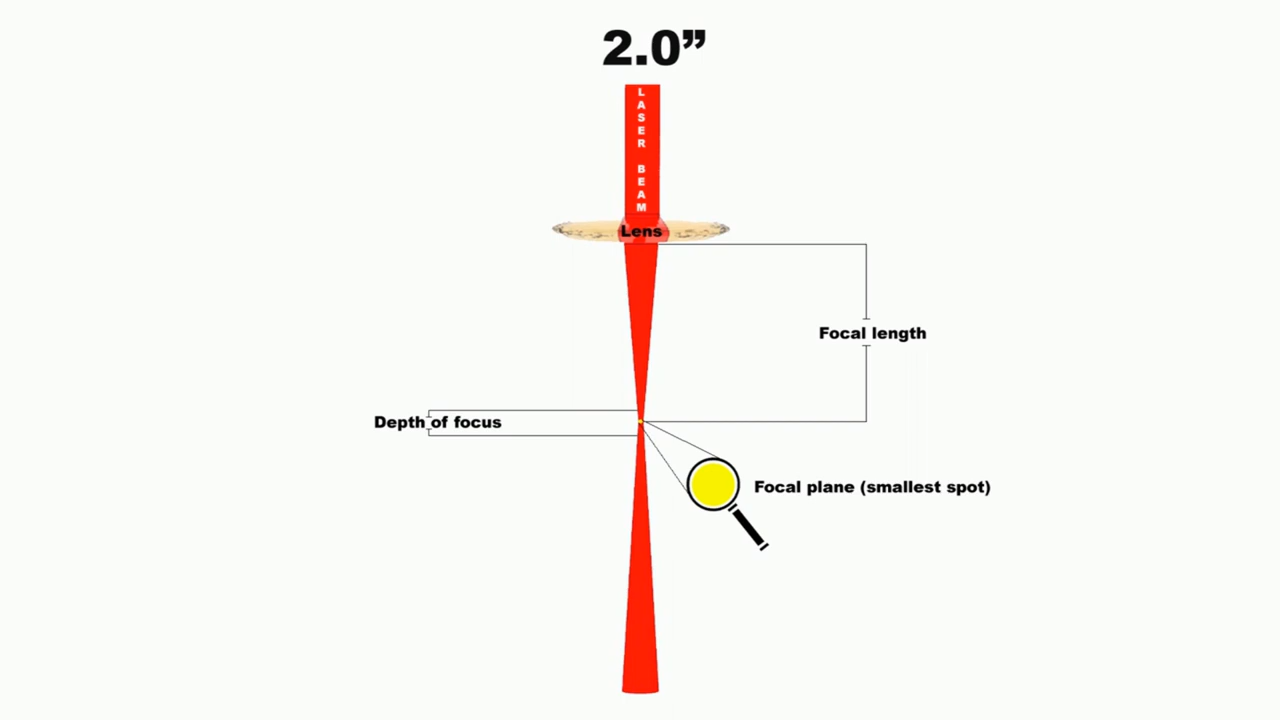 2.0”
LASER BEAM
Lens
Focal length
Depth of focus
Focal plane (smallest spot)